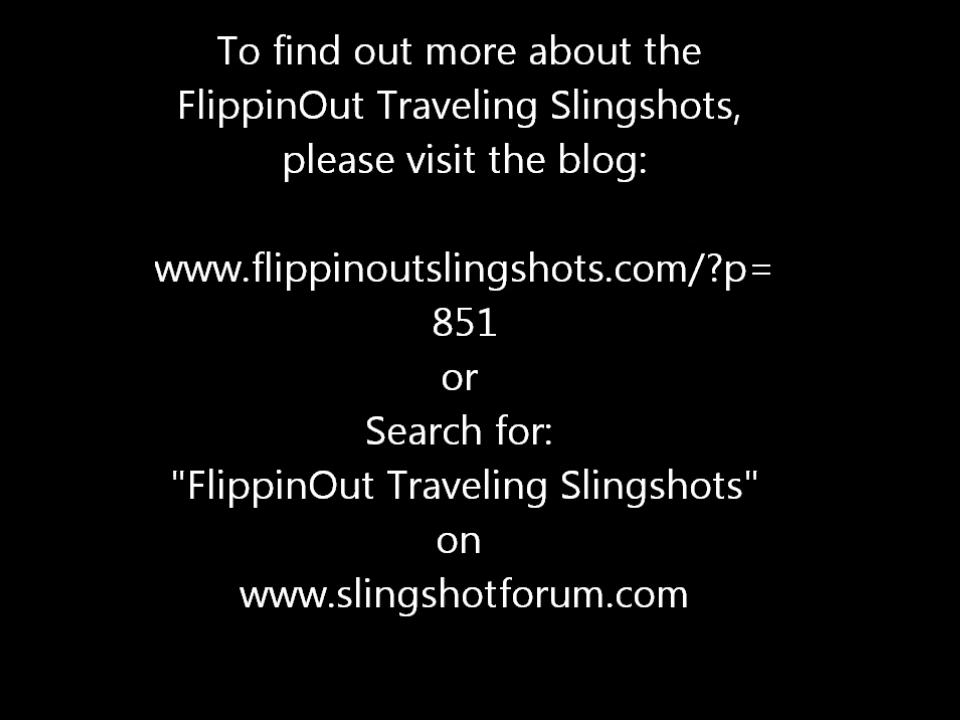 To find out more about the
FlippinOut Traveling Slingshots,
please visit the blog:
www.flippinoutslingshots.com/?p=
851
or
Search for:
"FlippinOut Traveling Slingshots"
on
www.slingshotforum.com